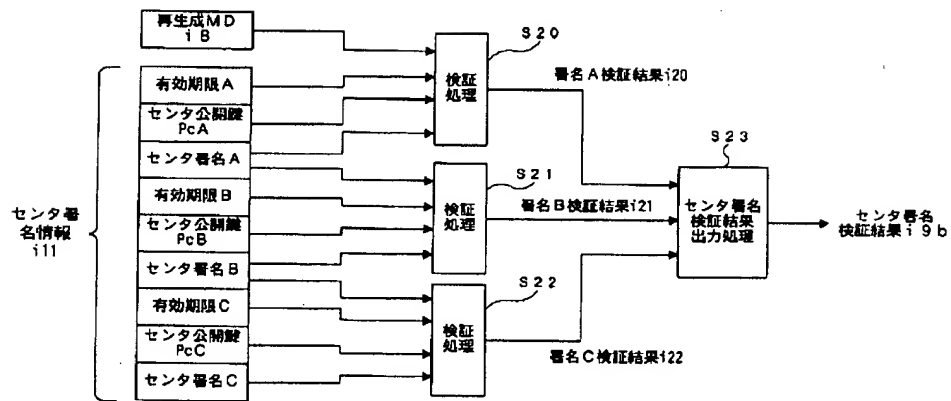 再生成MD
iB
有効期限A
センタ公開鍵
PcA
センタ署名A
有効期限B
センタ公開鍵
PcB
センタ署名B
有効期限C
センタ公開鍵
PcC
センタ署名C
センタ署
名情報
i11
検証
処理
S20
署名A検証結果i20
検証
処理
S21
署名B検証結果i21
検証
処理
S22
署名C検証結果i22
S23
センタ署名
検証結果
出力処理
センタ署名
検証結果i9b